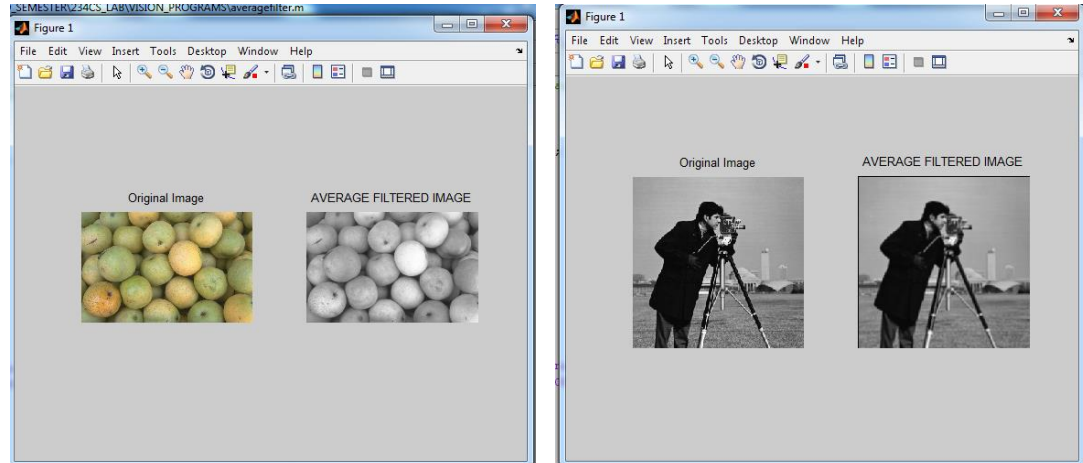 _SEMESTER\234CS_LAB\VISION_PROGRAMS\averagefilter.m
Figure 1
File Edit View Insert Tools Desktop Window Help
Original Image
AVERAGE FILTERED IMAGE
Figure 1
File Edit View Insert Tools Desktop Window Help
Original Image
AVERAGE FILTERED IMAGE